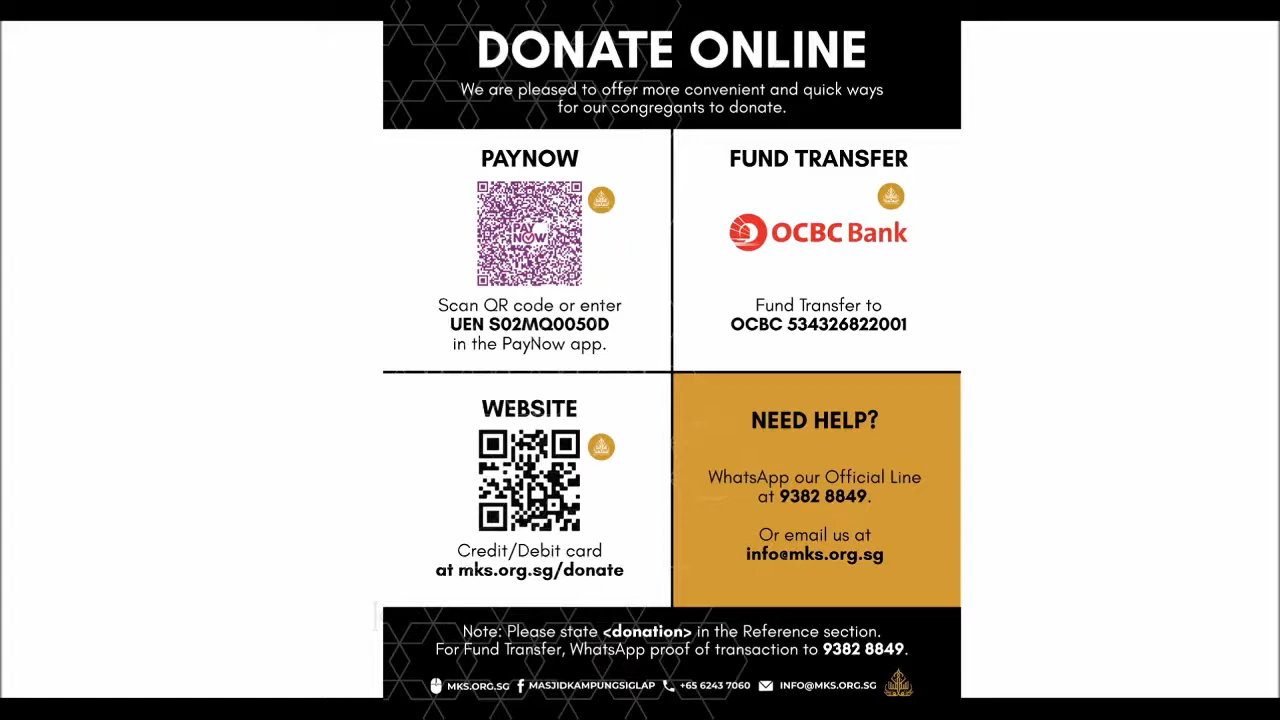 DONATE ONLINE
We are pleased to offer more convenient and quick ways
for our congregants to donate.
PAYNOW
PAY
NOW
Scan QR code or enter
UEN S02MQ0050D
in the PayNow app.
FUND TRANSFER
OCBC Bank
Fund Transfer to
OCBC 534326822001
WEBSITE
Credit/Debit card
at mks.org.sg/donate
NEED HELP?
WhatsApp our Official Line
at 9382 8849.
Or email us at
info@mks.org.sg
Note: Please state <donation> in the Reference section.
For Fund Transfer, WhatsApp proof of transaction to 9382 8849.
MKS.ORG.SG MASJIDKAMPUNGSIGLAP +65 6243 7060 INFO@MKS.ORG.SG